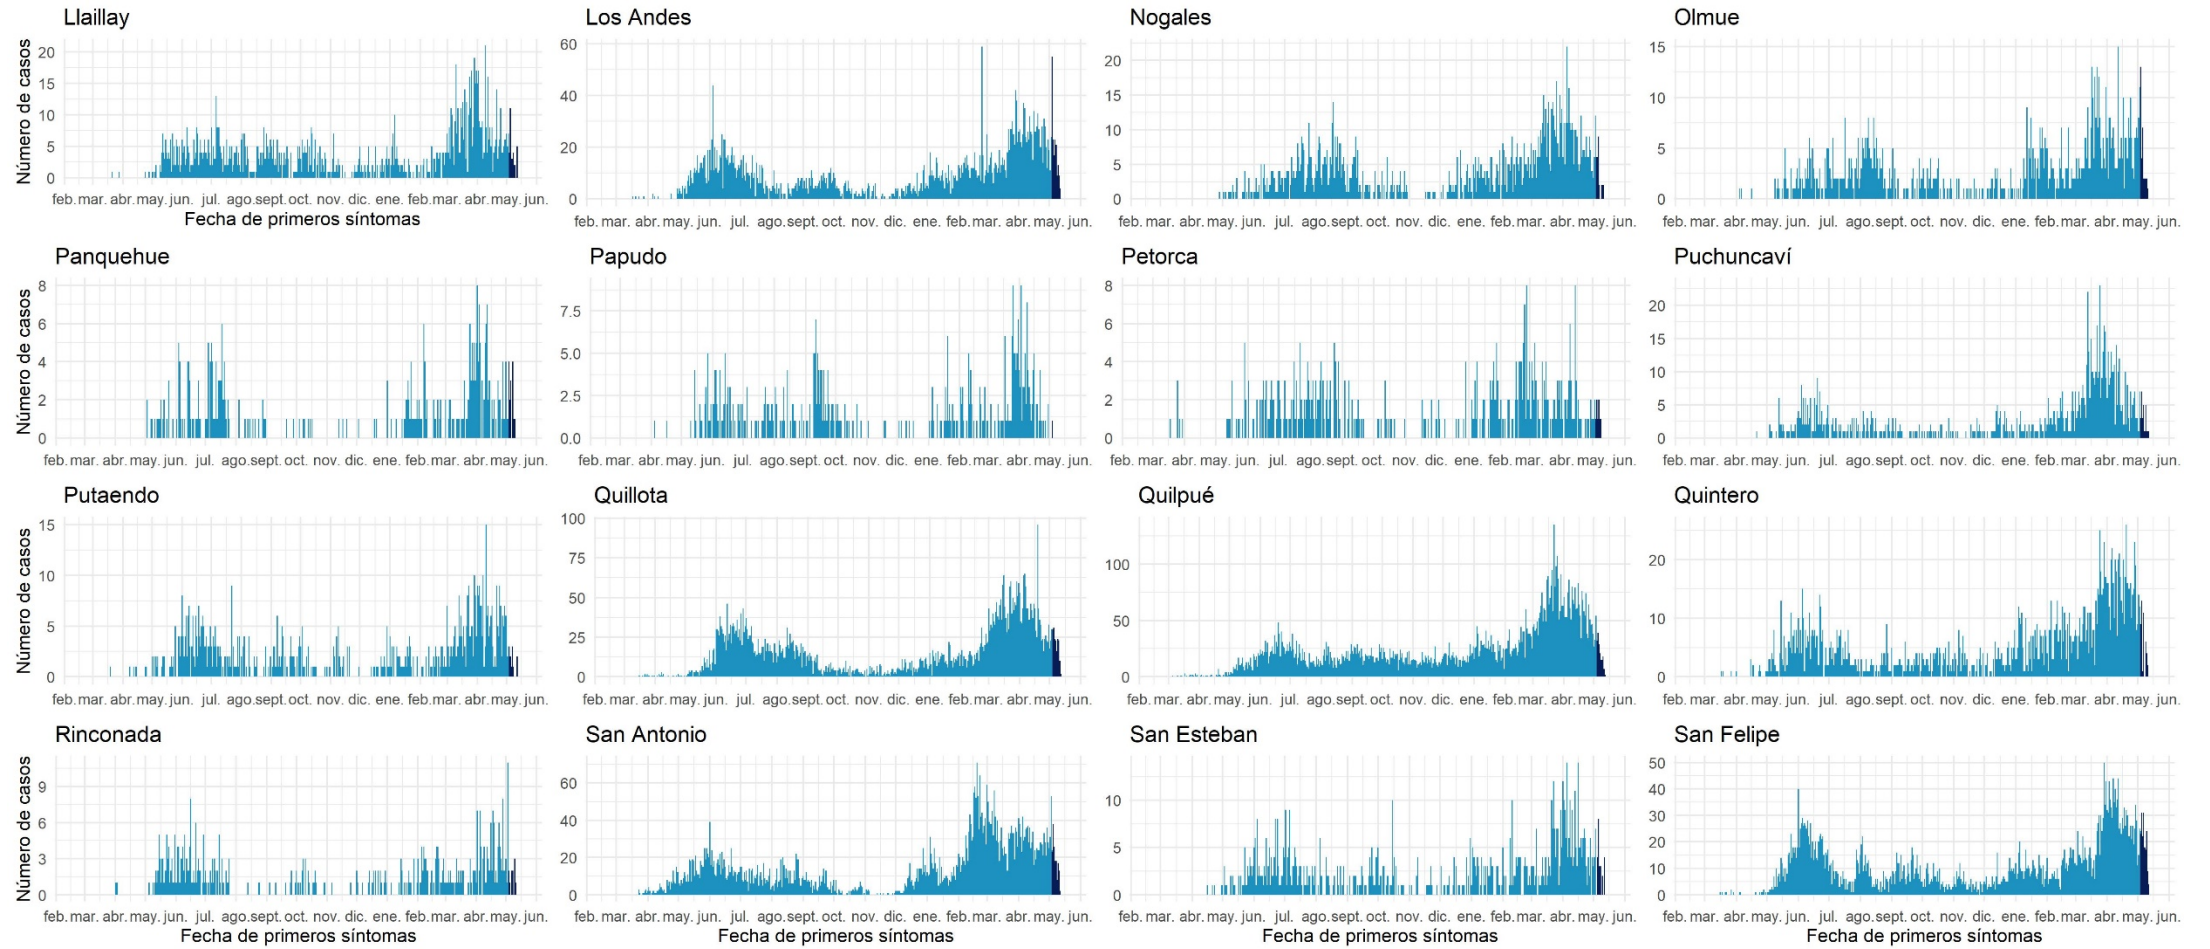 Llaillay
Los Andes
Nogales
Olmue
Número de casos
20
15
10
5
0
60
40
20
0
20
15
10
5
0
15
10
5
0
feb. mar. abr. may. jun. jul. ago. sept. oct. nov. dic. ene. feb. mar. abr. may. jun.
feb. mar. abr. may. jun. jul. ago. sept. oct. nov. dic. ene. feb. mar. abr. may. jun.
feb. mar. abr. may. jun. jul. ago. sept. oct. nov. dic. ene. feb. mar. abr. may. jun.
feb. mar. abr. may. jun. jul. ago. sept. oct. nov. dic. ene. feb. mar. abr. may. jun.
Fecha de primeros síntomas
Panquehue
Papudo
Petorca
Puchuncaví
Número de casos
8
6
4
2
0
7.5
5.0
2.5
0.0
8
6
4
2
0
20
15
10
5
0
feb. mar. abr. may. jun. jul. ago. sept. oct. nov. dic. ene. feb. mar. abr. may. jun.
feb. mar. abr. may. jun. jul. ago. sept. oct. nov. dic. ene. feb. mar. abr. may. jun.
feb. mar. abr. may. jun. jul. ago. sept. oct. nov. dic. ene. feb. mar. abr. may. jun.
feb. mar. abr. may. jun. jul. ago. sept. oct. nov. dic. ene. feb. mar. abr. may. jun.
Putaendo
Quillota
Quilpué
Quintero
Número de casos
15
10
5
0
100
75
50
25
0
100
50
0
20
10
0
feb. mar. abr. may. jun. jul. ago. sept. oct. nov. dic. ene. feb. mar. abr. may. jun.
feb. mar. abr. may. jun. jul. ago. sept. oct. nov. dic. ene. feb. mar. abr. may. jun.
feb. mar. abr. may. jun. jul. ago. sept. oct. nov. dic. ene. feb. mar. abr. may. jun.
feb. mar. abr. may. jun. jul. ago. sept. oct. nov. dic. ene. feb. mar. abr. may. jun.
Rinconada
San Antonio
San Esteban
San Felipe
Número de casos
9
6
3
0
60
40
20
0
10
5
0
50
40
30
20
10
0
feb. mar. abr. may. jun. jul. ago. sept. oct. nov. dic. ene. feb. mar. abr. may. jun.
feb. mar. abr. may. jun. jul. ago. sept. oct. nov. dic. ene. feb. mar. abr. may. jun.
feb. mar. abr. may. jun. jul. ago. sept. oct. nov. dic. ene. feb. mar. abr. may. jun.
feb. mar. abr. may. jun. jul. ago. sept. oct. nov. dic. ene. feb. mar. abr. may. jun.
Fecha de primeros síntomas
Fecha de primeros síntomas
Fecha de primeros síntomas
Fecha de primeros síntomas